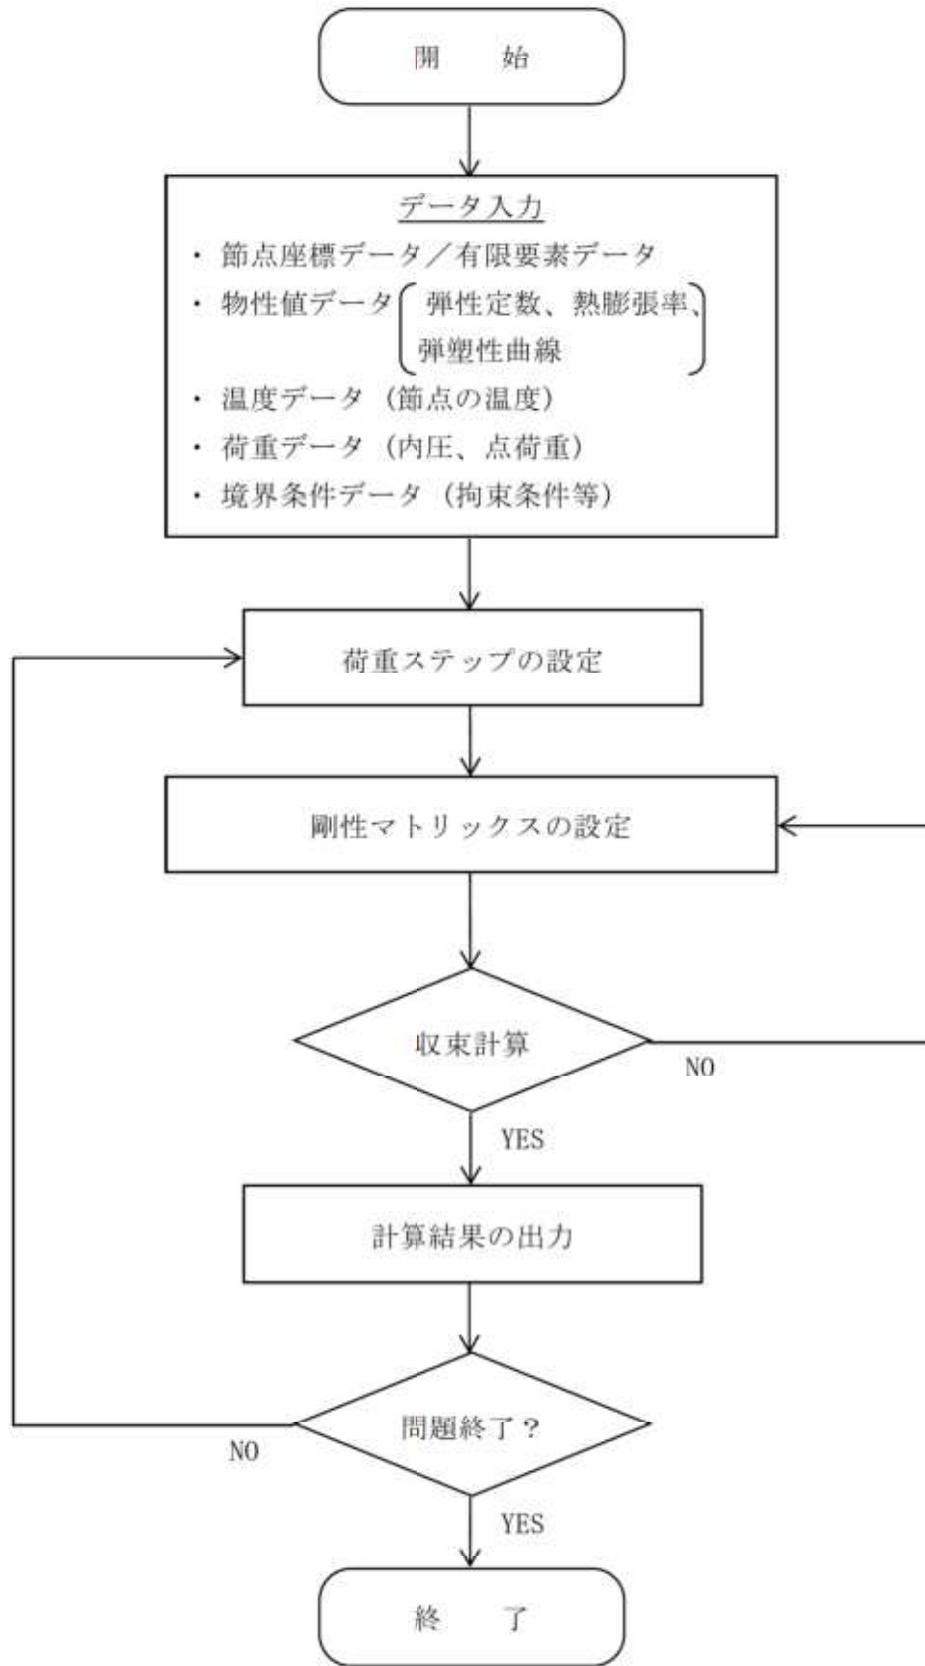 開　　始
データ入力
・ 節点座標データ／有限要素データ
・ 物性値データ 弾性定数、熱膨張率、
弾塑性曲線
・ 温度データ（節点の温度）
・ 荷重データ（内圧、点荷重）
・ 境界条件データ（拘束条件等）
荷重ステップの設定
剛性マトリックスの設定
収束計算
NO
YES
計算結果の出力
問題終了？
NO
YES
終　　了